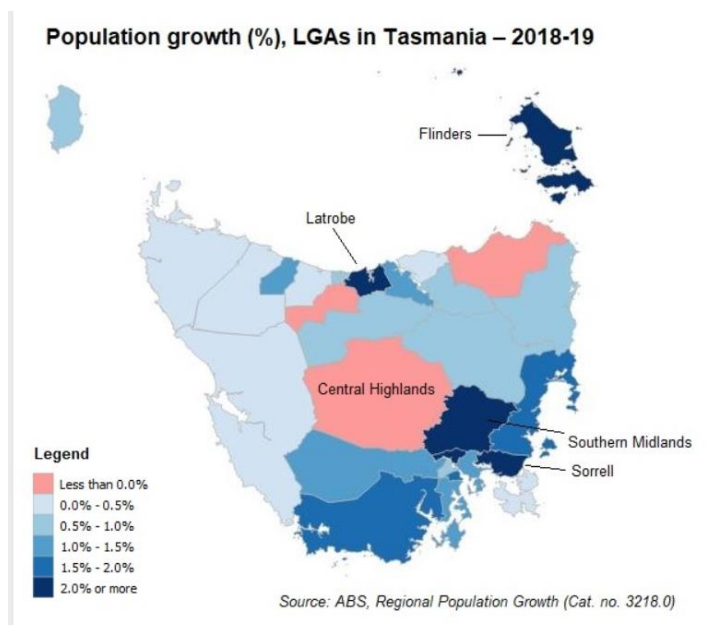 Population growth (%), LGAs in Tasmania – 2018-19
Flinders
Latrobe
Central Highlands
Southern Midlands
Sorrell
Legend
Less than 0.0%
0.0% - 0.5%
0.5% - 1.0%
1.0% - 1.5%
1.5% - 2.0%
2.0% or more
Source: ABS, Regional Population Growth (Cat. no. 3218.0)